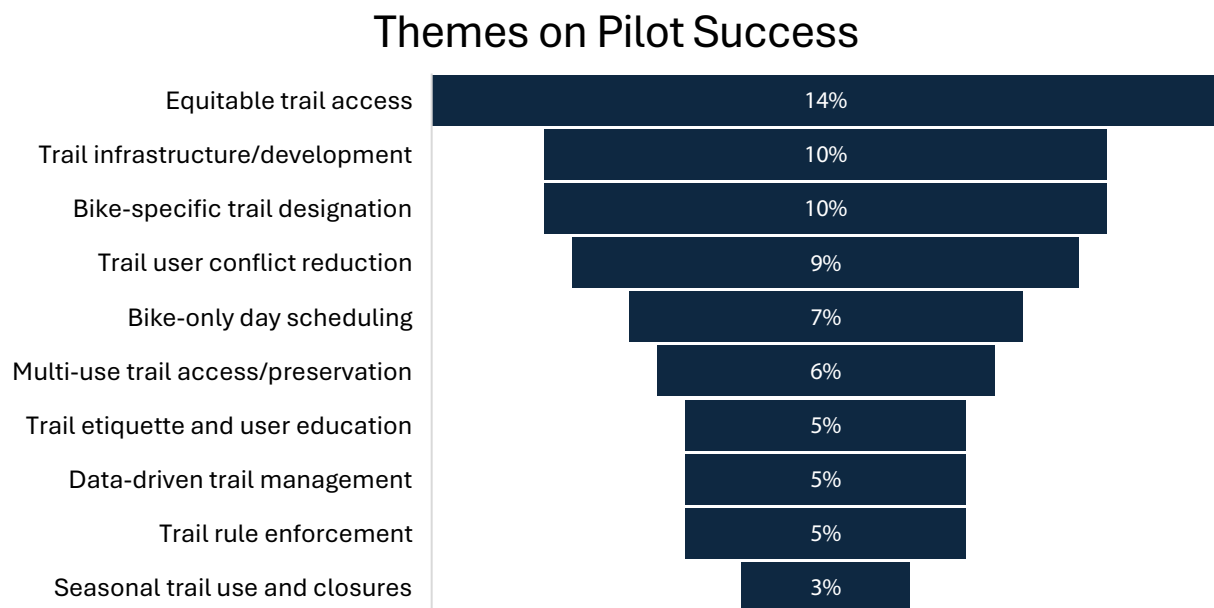 Themes on Pilot Success
Equitable trail access 14%
Trail infrastructure/development 10%
Bike-specific trail designation 10%
Trail user conflict reduction 9%
Bike-only day scheduling 7%
Multi-use trail access/preservation 6%
Trail etiquette and user education 5%
Data-driven trail management 5%
Trail rule enforcement 5%
Seasonal trail use and closures 3%